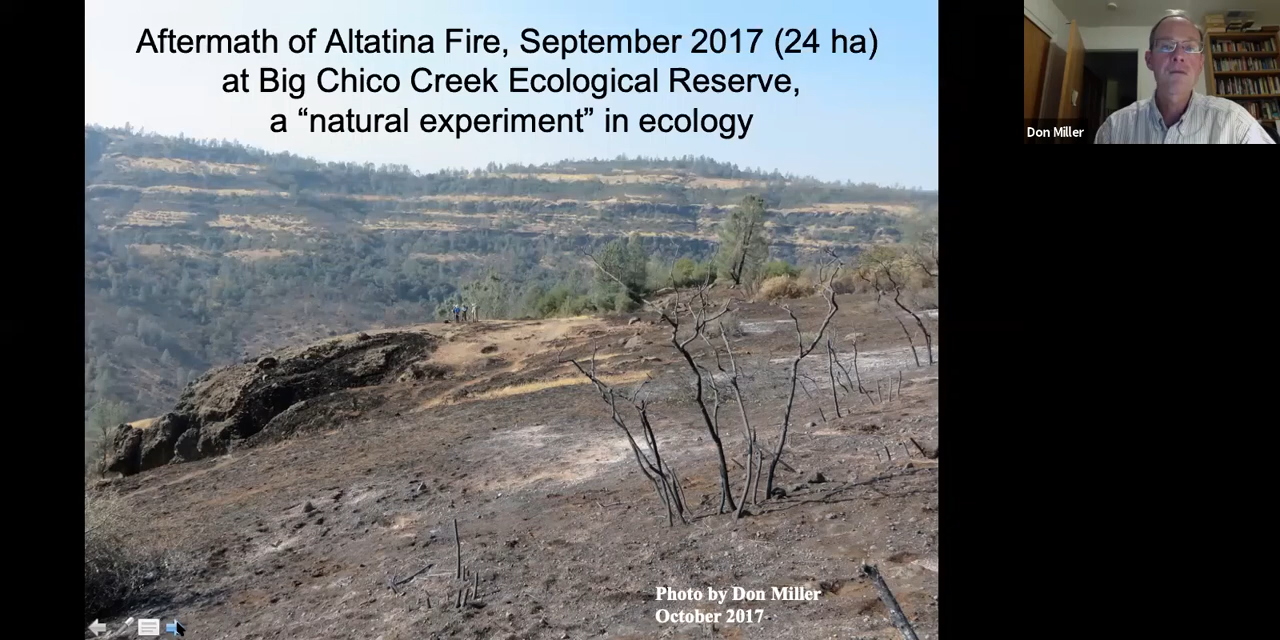 Aftermath of Altatina Fire, September 2017 (24 ha)
at Big Chico Creek Ecological Reserve,
a “natural experiment” in ecology
Don Miller
Photo by Don Miller
October 2017